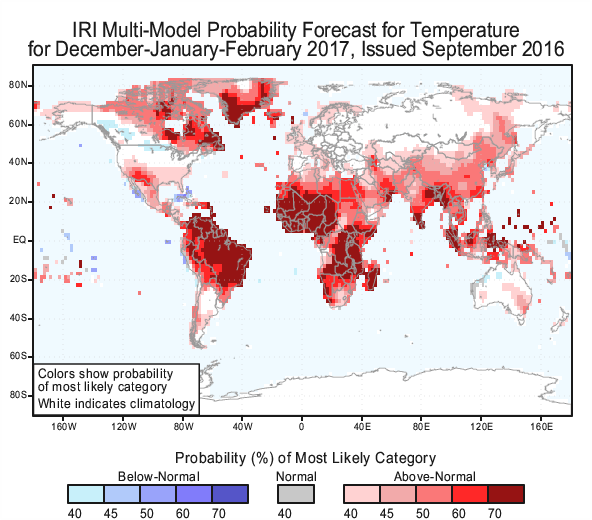 IRI Multi-Model Probability Forecast for Temperature
for December-January-February 2017, Issued September 2016
80N
60N
40N
20N
EQ
20S
40S
60S
80S
Colors show probability
of most likely category
White indicates climatology
160W 120W 80W 40W 0 40E 80E 120E 160E
Probability (%) of Most Likely Category
Below-Normal Normal Above-Normal
40 45 50 60 70 40 40 45 50 60 70